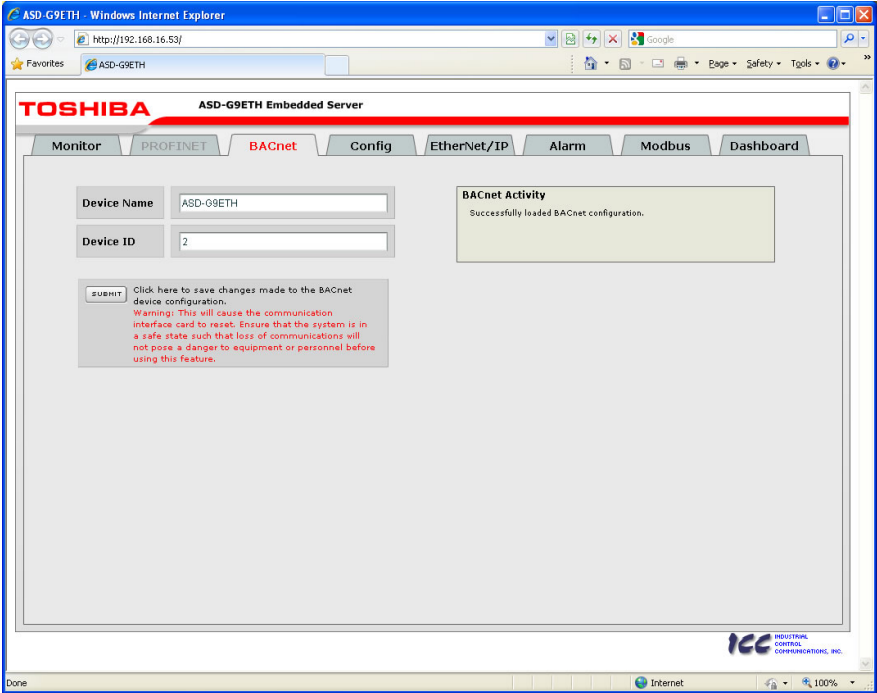 ASD-G9ETH - Windows Internet Explorer
http://192.168.16.53/
Google
Favorites
ASD-G9ETH
Page
Safety
Tools
»
TOSHIBA
ASD-G9ETH Embedded Server
Monitor
PROFINET
BACnet
Config
EtherNet/IP
Alarm
Modbus
Dashboard
Device Name
ASD-G9ETH
Device ID
2
BACnet Activity
Successfully loaded BACnet configuration.
SUBMIT
Click here to save changes made to the BACnet
device configuration.
Warning: This will cause the communication
interface card to reset. Ensure that the system is in
a safe state such that loss of communications will
not pose a danger to equipment or personnel before
using this feature.
ICC
INDUSTRIAL
CONTROL
COMMUNICATIONS, INC.
Done
Internet
100%